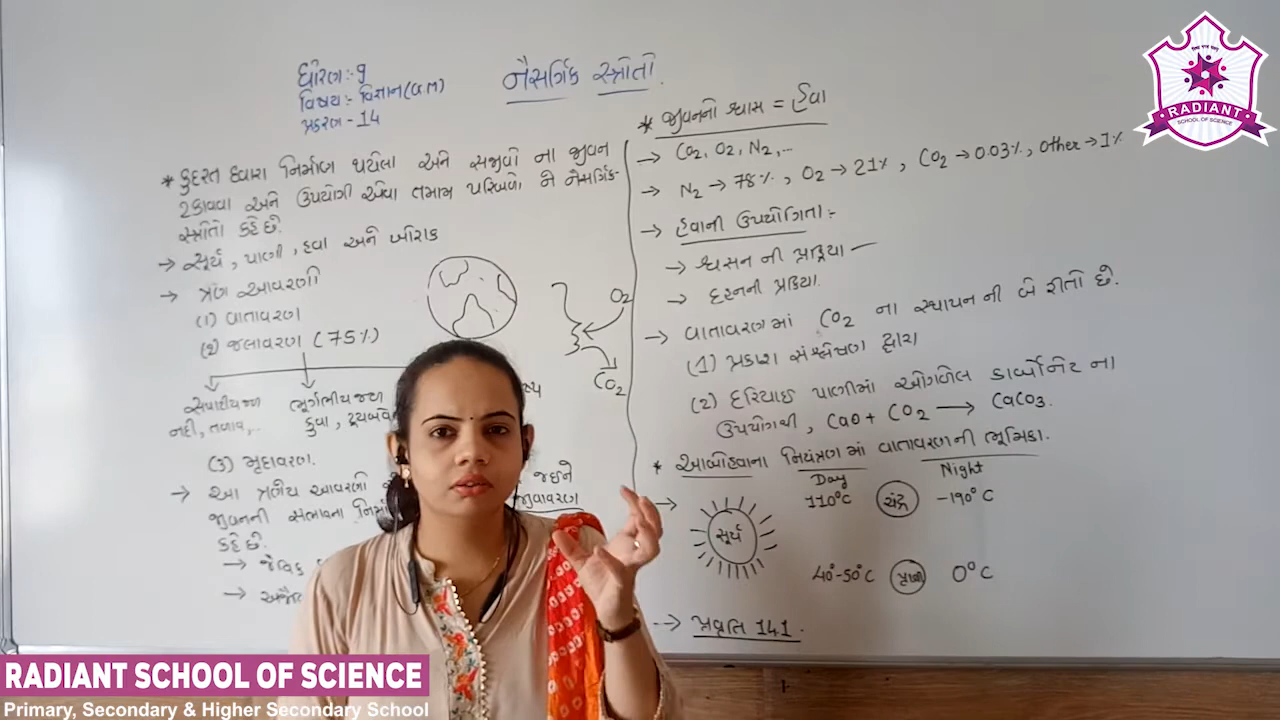 ધોરણ :- 9
વિષય :- વિજ્ઞાન (G.M)
પ્રકરણ - 14
નૈસર્ગિક સ્ત્રોતો.
* કુદરત દ્વારા નિર્માણ થયેલા અને સજીવો ના જીવન
ટકાવવા અને ઉપયોગી એવા તમામ પરિબળો ને નૈસર્ગિક
સ્ત્રોતો કહે છે.
→ સૂર્ય, પાણી, હવા અને ખોરાક
→ ત્રણ આવરણો
(1) વાતાવરણ
(2) જલાવરણ (75%)
સપાટીય જળ
નદી, તળાવ,..
ભૂગર્ભીય જળ
કુવા,
(3) મૃદાવરણ.
→ આ ત્રણેય આવરણો
જઇને
જીવનની સંભાવના
જીવાવરણ
કહે છે.
→ જૈવિક
→
O2
CO2
* જીવનનો શ્વાસ = હવા
→ CO2, O2, N2,...
→ N2 → 78%, O2 → 21%, CO2 → 0.03%, Other → 1%
→ હવાની ઉપયોગિતા :-
→ શ્વસન ની પ્રક્રિયા —
→ દહનની પ્રક્રિયા.
→ વાતાવરણમાં CO2 ના સ્થાપન ની બે રીતો છે.
(1) પ્રકાશ સંશ્લેષણ દ્વારા
(2) દરિયાઇ પાણીમાં ઓગળેલ કાર્બોનેટ ના
ઉપયોગથી, CaO + CO2 → CaCO3.
* આબોહવાના નિયંત્રણમાં વાતાવરણની ભૂમિકા.
Day
Night
→ સૂર્ય
110°C ચંદ્ર -190°C
40°-50°C પૃથ્વી 0°C
--> પ્રવૃતિ 14.1.
RADIANT
SCHOOL OF SCIENCE
RADIANT SCHOOL OF SCIENCE
Primary, Secondary & Higher Secondary School